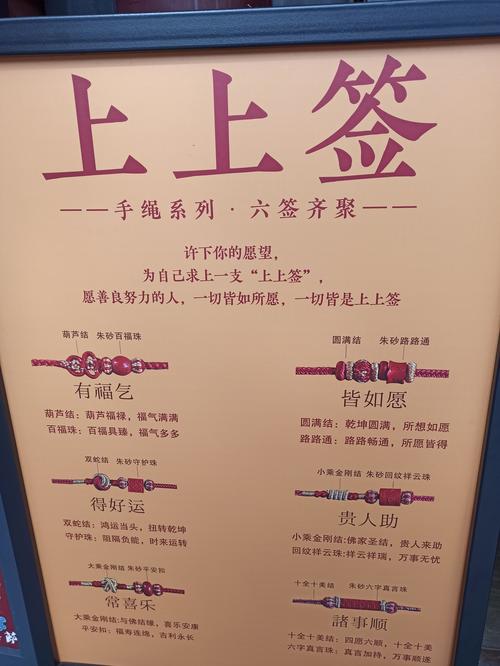 上上签
——手绳系列·六签齐聚——
许下你的愿望，
为自己求上一支“上上签”，
愿善良努力的人，一切皆如所愿，一切皆是上上签
葫芦结 朱砂百福珠
有福气
葫芦结：葫芦福禄，福气满满
百福珠：百福具臻，福气多多
圆满结 朱砂路路通
皆如愿
圆满结：乾坤圆满，所想如愿
路路通：路路畅通，所愿皆得
双蛇结 朱砂守护珠
得好运
双蛇结：鸿运当头，扭转乾坤
守护珠：阻隔负能，时来运转
小乘金刚结 朱砂回纹祥云珠
贵人助
小乘金刚结:佛家圣结，贵人来助
回纹祥云珠:祥云祥瑞，万事无忧
大乘金刚结 朱砂平安扣
常喜乐
大乘金刚结:与佛结缘，喜乐安康
平安扣：福寿连绵，吉利永长
十全十美结 朱砂六字真言珠
諸事顺
十全十美结：四愿六顺，十全十美
六字真言珠：真言加持，万事顺遂